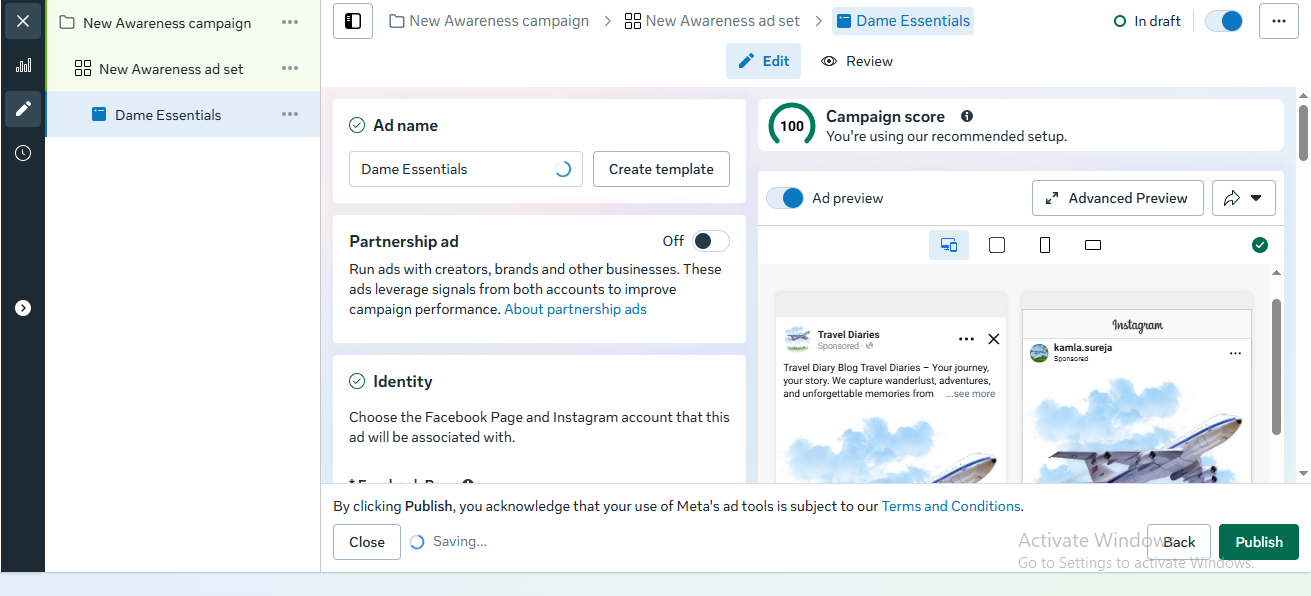 New Awareness campaign
New Awareness ad set
Dame Essentials
New Awareness campaign
New Awareness ad set
Dame Essentials
In draft
Edit
Review
Ad name
Dame Essentials
Create template
Partnership ad
Off
Run ads with creators, brands and other businesses. These
ads leverage signals from both accounts to improve
campaign performance. About partnership ads
Identity
Choose the Facebook Page and Instagram account that this
ad will be associated with.
* Facebook Page
100
Campaign score
You're using our recommended setup.
Ad preview
Advanced Preview
Travel Diaries
Sponsored ·
Travel Diary Blog Travel Diaries – Your journey,
your story. We capture wanderlust, adventures,
and unforgettable memories from ...see more
Instagram
kamla.sureja
Sponsored
By clicking Publish, you acknowledge that your use of Meta's ad tools is subject to our Terms and Conditions.
Close
Saving...
Back
Publish
Activate Windows
Go to Settings to activate Windows.